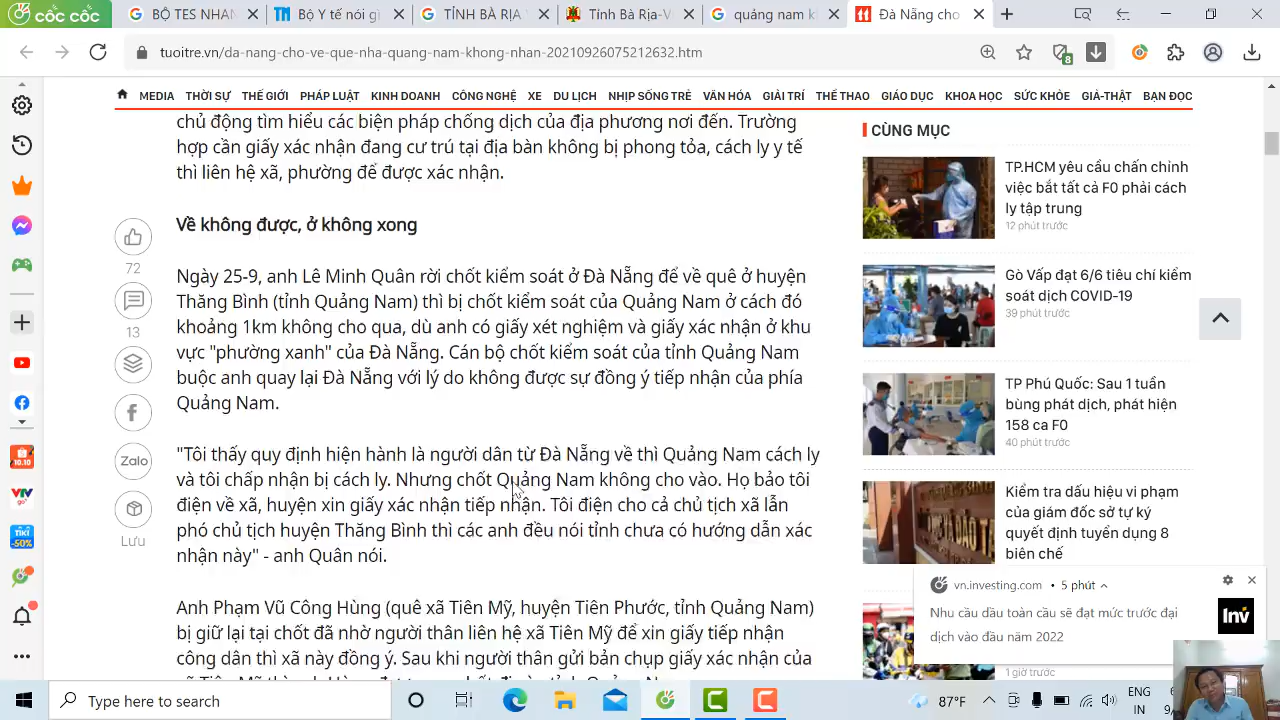 cốc cốc
BỘ TES NHAN
Bộ Y tế nói gì
TỈNH BÀ RỊA
Tỉnh Bà Rịa-V
quảng nam k
Đà Nẵng cho
tuoitre.vn/da-nang-cho-ve-que-nha-quang-nam-khong-nhan-20210926075212632.htm
8
MEDIA THỜI SỰ THẾ GIỚI PHÁP LUẬT KINH DOANH CÔNG NGHỆ XE DU LỊCH NHỊP SỐNG TRẺ VĂN HÓA GIẢI TRÍ THỂ THAO GIÁO DỤC KHOA HỌC SỨC KHỎE GIẢ-THẬT BẠN ĐỌC
chủ động tìm hiểu các biện pháp chống dịch của địa phương nơi đến. Trường
hợp cần giấy xác nhận đang cư trú tại địa bàn không bị phong tỏa, cách ly y tế
thì liên hệ xã, phường để được xác nhận.
Về không được, ở không xong
Ngày 25-9, anh Lê Minh Quân rời chốt kiểm soát ở Đà Nẵng để về quê ở huyện
Thăng Bình (tỉnh Quảng Nam) thì bị chốt kiểm soát của Quảng Nam ở cách đó
khoảng 1km không cho qua, dù anh có giấy xét nghiệm và giấy xác nhận ở khu
vực "phường xanh" của Đà Nẵng. Cán bộ chốt kiểm soát của tỉnh Quảng Nam
buộc anh quay lại Đà Nẵng với lý do không được sự đồng ý tiếp nhận của phía
Quảng Nam.
"Tôi thấy quy định hiện hành là người dân từ Đà Nẵng về thì Quảng Nam cách ly
và tôi chấp nhận bị cách ly. Nhưng chốt Quảng Nam không cho vào. Họ bảo tôi
điện về xã, huyện xin giấy xác nhận tiếp nhận. Tôi điện cho cả chủ tịch xã lẫn
phó chủ tịch huyện Thăng Bình thì các anh đều nói tỉnh chưa có hướng dẫn xác
nhận này" - anh Quân nói.
Anh Phạm Vũ Công Hùng (quê xã Tiên Mỹ, huyện Tiên Phước, tỉnh Quảng Nam)
bị giữ lại tại chốt đã nhờ người thân liên hệ xã Tiên Mỹ để xin giấy tiếp nhận
công dân thì xã này đồng ý. Sau khi người thân gửi bản chụp giấy xác nhận của
72
13
Zalo
Lưu
CÙNG MỤC
TP.HCM yêu cầu chấn chỉnh
việc bắt tất cả F0 phải cách
ly tập trung
12 phút trước
Gò Vấp đạt 6/6 tiêu chí kiểm
soát dịch COVID-19
39 phút trước
TP Phú Quốc: Sau 1 tuần
bùng phát dịch, phát hiện
158 ca F0
40 phút trước
Kiểm tra dấu hiệu vi phạm
của giám đốc sở tự ký
quyết định tuyển dụng 8
biên chế
1 giờ trước
vn.investing.com • 5 phút
Nhu cầu dầu toàn cầu sẽ đạt mức trước đại
dịch vào đầu năm 2022
Inv
10.10
VTV
go
TIKI
-50%
Type here to search
87°F
ENG
IN